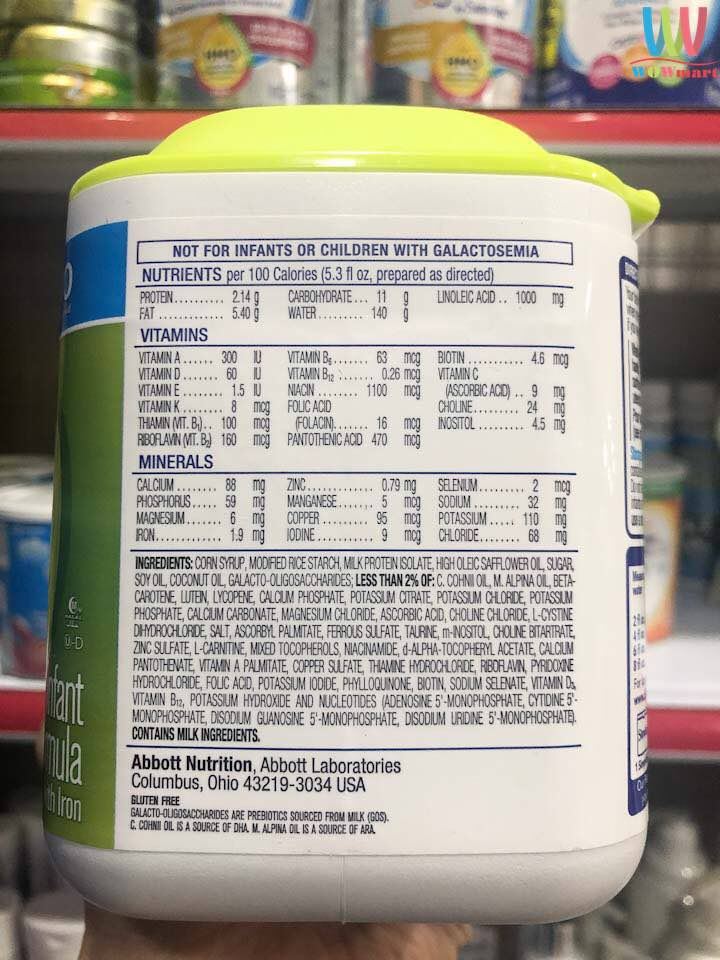 WOWmart
NOT FOR INFANTS OR CHILDREN WITH GALACTOSEMIA
NUTRIENTS per 100 Calories (5.3 fl oz, prepared as directed)
PROTEIN........... 2.14 g CARBOHYDRATE... 11 g LINOLEIC ACID.. 1000 mg
FAT .............. 5.40 g WATER........... 140 g
VITAMINS
VITAMIN A...... 300 IU VITAMIN B₆....... 63 mcg BIOTIN ........... 4.6 mcg
VITAMIN D....... 60 IU VITAMIN B₁₂ ....... 0.26 mcg VITAMIN C
VITAMIN E....... 1.5 IU NIACIN .......... 1100 mcg (ASCORBIC ACID) .. 9 mg
VITAMIN K....... 8 mcg FOLIC ACID CHOLINE.......... 24 mg
THIAMIN (VIT. B₁).. 100 mcg (FOLACIN)....... 16 mcg INOSITOL ......... 4.5 mg
RIBOFLAVIN (VIT. B₂) 160 mcg PANTOTHENIC ACID 470 mcg
MINERALS
CALCIUM ........ 88 mg ZINC............. 0.79 mg SELENIUM......... 2 mcg
PHOSPHORUS..... 59 mg MANGANESE....... 5 mcg SODIUM.......... 32 mg
MAGNESIUM....... 6 mg COPPER .......... 95 mcg POTASSIUM..... 110 mg
IRON............. 1.9 mg IODINE........... 9 mcg CHLORIDE........ 68 mg
INGREDIENTS: CORN SYRUP, MODIFIED RICE STARCH, MILK PROTEIN ISOLATE, HIGH OLEIC SAFFLOWER OIL, SUGAR,
SOY OIL, COCONUT OIL, GALACTO-OLIGOSACCHARIDES; LESS THAN 2% OF: C. COHNII OIL, M. ALPINA OIL, BETA-
CAROTENE, LUTEIN, LYCOPENE, CALCIUM PHOSPHATE, POTASSIUM CITRATE, POTASSIUM CHLORIDE, POTASSIUM
PHOSPHATE, CALCIUM CARBONATE, MAGNESIUM CHLORIDE, ASCORBIC ACID, CHOLINE CHLORIDE, L-CYSTINE
DIHYDROCHLORIDE, SALT, ASCORBYL PALMITATE, FERROUS SULFATE, TAURINE, m-INOSITOL, CHOLINE BITARTRATE,
ZINC SULFATE, L-CARNITINE, MIXED TOCOPHEROLS, NIACINAMIDE, d-ALPHA-TOCOPHERYL ACETATE, CALCIUM
PANTOTHENATE, VITAMIN A PALMITATE, COPPER SULFATE, THIAMINE HYDROCHLORIDE, RIBOFLAVIN, PYRIDOXINE
HYDROCHLORIDE, FOLIC ACID, POTASSIUM IODIDE, PHYLLOQUINONE, BIOTIN, SODIUM SELENATE, VITAMIN D₃,
VITAMIN B₁₂, POTASSIUM HYDROXIDE AND NUCLEOTIDES (ADENOSINE 5'-MONOPHOSPHATE, CYTIDINE 5'-
MONOPHOSPHATE, DISODIUM GUANOSINE 5'-MONOPHOSPHATE, DISODIUM URIDINE 5'-MONOPHOSPHATE).
CONTAINS MILK INGREDIENTS.
Abbott Nutrition, Abbott Laboratories
Columbus, Ohio 43219-3034 USA
GLUTEN FREE
GALACTO-OLIGOSACCHARIDES ARE PREBIOTICS SOURCED FROM MILK (GOS).
C. COHNII OIL IS A SOURCE OF DHA. M. ALPINA OIL IS A SOURCE OF ARA.
U-D
nfant
mula
th Iron